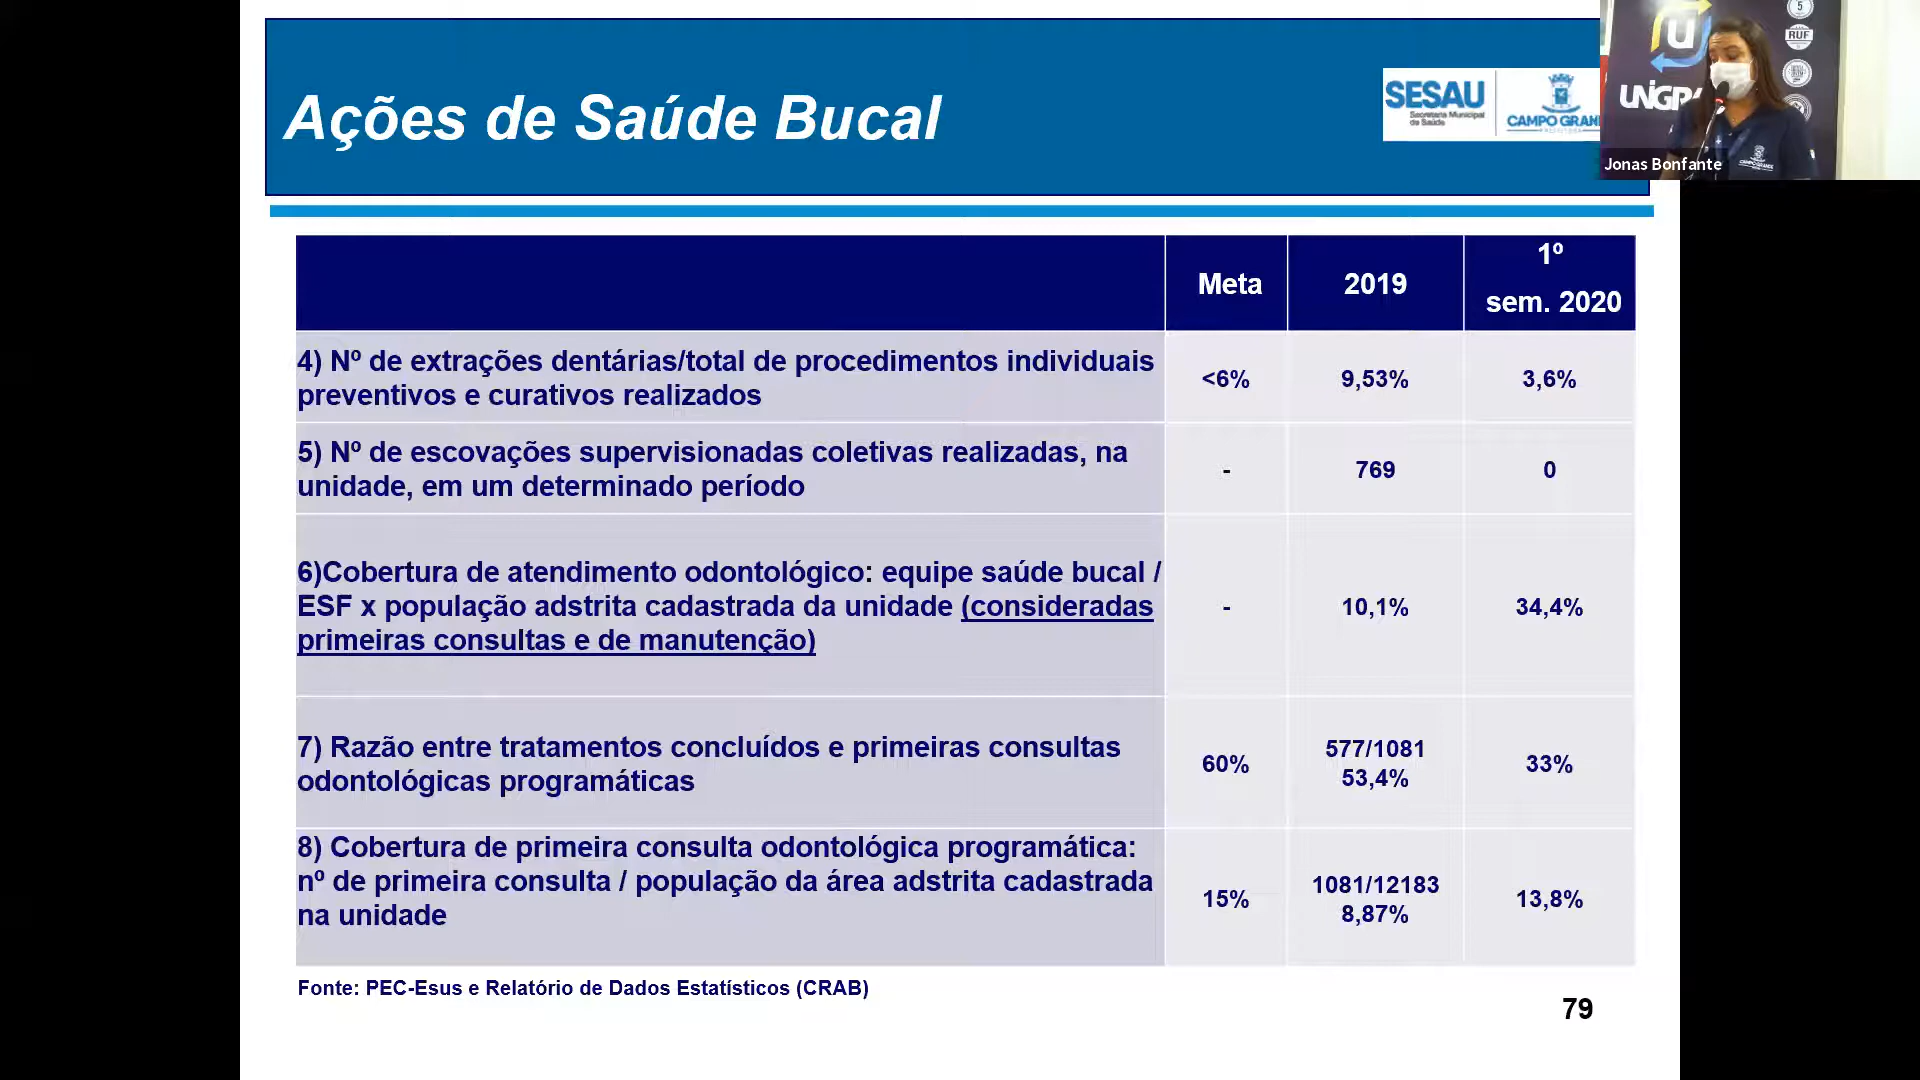 Ações de Saúde Bucal
SESAU
Secretaria Municipal
de Saúde
CAMPO GRAN
PREFEITURA
5
RUF
U
UNIGR
CAMPO GRANDE
Jonas Bonfante
Meta
2019
1º
sem. 2020
4) Nº de extrações dentárias/total de procedimentos individuais
preventivos e curativos realizados
<6%
9,53%
3,6%
5) Nº de escovações supervisionadas coletivas realizadas, na
unidade, em um determinado período
-
769
0
6)Cobertura de atendimento odontológico: equipe saúde bucal /
ESF x população adstrita cadastrada da unidade (consideradas
primeiras consultas e de manutenção)
-
10,1%
34,4%
7) Razão entre tratamentos concluídos e primeiras consultas
odontológicas programáticas
60%
577/1081
53,4%
33%
8) Cobertura de primeira consulta odontológica programática:
nº de primeira consulta / população da área adstrita cadastrada
na unidade
15%
1081/12183
8,87%
13,8%
Fonte: PEC-Esus e Relatório de Dados Estatísticos (CRAB)
79